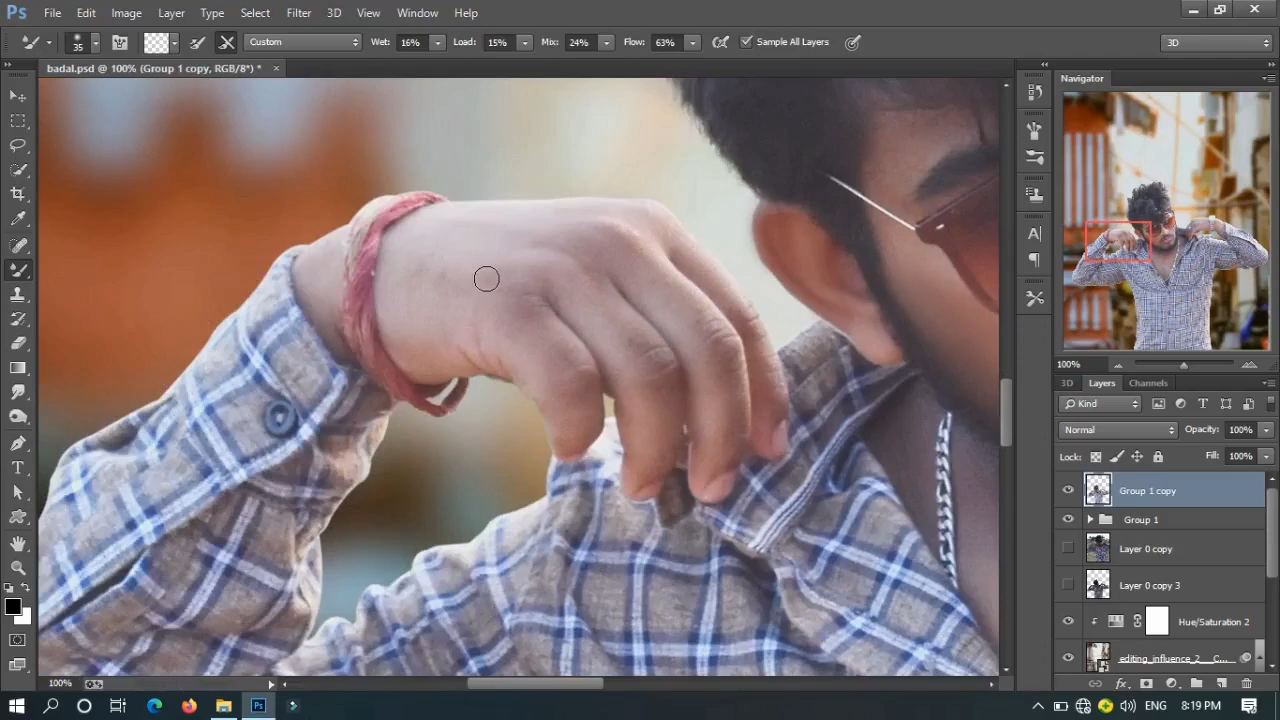 Ps File Edit Image Layer Type Select Filter 3D View Window Help
35 Custom Wet: 16% Load: 15% Mix: 24% Flow: 63% Sample All Layers 3D
badal.psd @ 100% (Group 1 copy, RGB/8*) * ×
Navigator
100%
3D Layers Channels
Kind
Normal Opacity: 100%
Lock: Fill: 100%
Group 1 copy
Group 1
Layer 0 copy
Layer 0 copy 3
Hue/Saturation 2
editing_influence_2__C...
fx
100%
ENG 8:19 PM